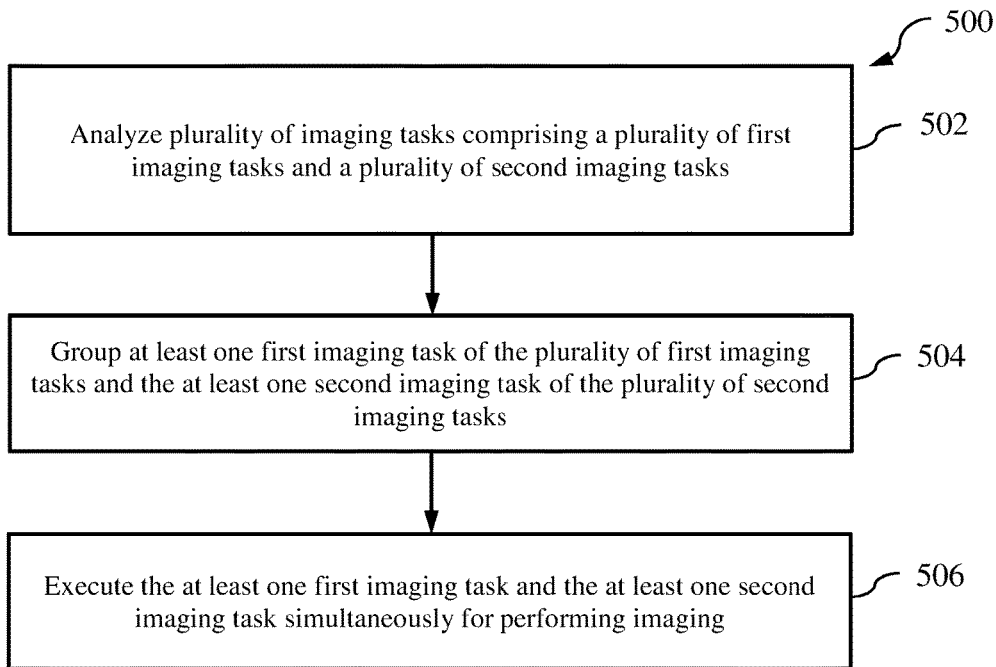 500
Analyze plurality of imaging tasks comprising a plurality of first
imaging tasks and a plurality of second imaging tasks
502
Group at least one first imaging task of the plurality of first imaging
tasks and the at least one second imaging task of the plurality of second
imaging tasks
504
Execute the at least one first imaging task and the at least one second
imaging task simultaneously for performing imaging
506